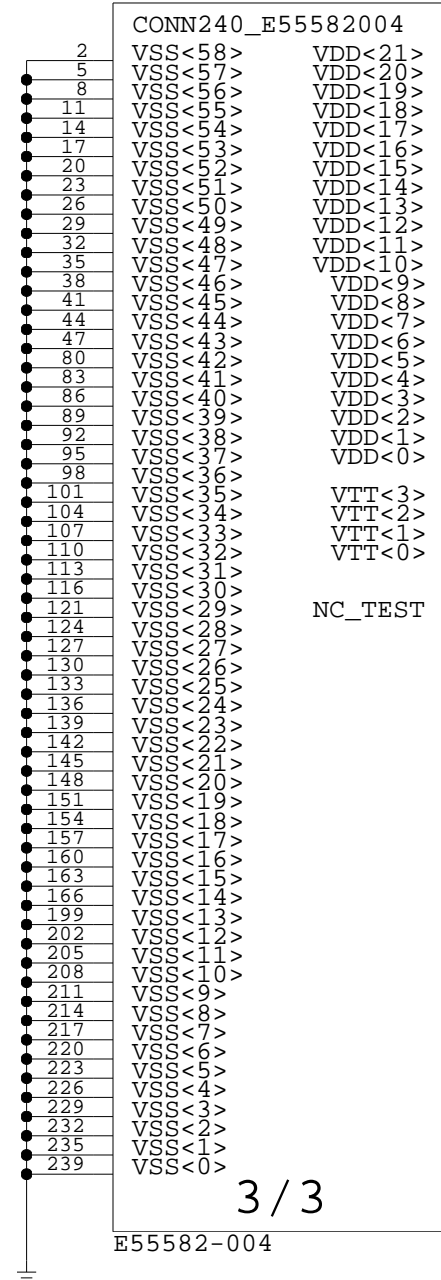 CONN240_E55582004
2 VSS<58> VDD<21>
5 VSS<57> VDD<20>
8 VSS<56> VDD<19>
11 VSS<55> VDD<18>
14 VSS<54> VDD<17>
17 VSS<53> VDD<16>
20 VSS<52> VDD<15>
23 VSS<51> VDD<14>
26 VSS<50> VDD<13>
29 VSS<49> VDD<12>
32 VSS<48> VDD<11>
35 VSS<47> VDD<10>
38 VSS<46> VDD<9>
41 VSS<45> VDD<8>
44 VSS<44> VDD<7>
47 VSS<43> VDD<6>
80 VSS<42> VDD<5>
83 VSS<41> VDD<4>
86 VSS<40> VDD<3>
89 VSS<39> VDD<2>
92 VSS<38> VDD<1>
95 VSS<37> VDD<0>
98 VSS<36>
101 VSS<35> VTT<3>
104 VSS<34> VTT<2>
107 VSS<33> VTT<1>
110 VSS<32> VTT<0>
113 VSS<31>
116 VSS<30>
121 VSS<29> NC_TEST
124 VSS<28>
127 VSS<27>
130 VSS<26>
133 VSS<25>
136 VSS<24>
139 VSS<23>
142 VSS<22>
145 VSS<21>
148 VSS<20>
151 VSS<19>
154 VSS<18>
157 VSS<17>
160 VSS<16>
163 VSS<15>
166 VSS<14>
199 VSS<13>
202 VSS<12>
205 VSS<11>
208 VSS<10>
211 VSS<9>
214 VSS<8>
217 VSS<7>
220 VSS<6>
223 VSS<5>
226 VSS<4>
229 VSS<3>
232 VSS<2>
235 VSS<1>
239 VSS<0>
3/3
E55582-004